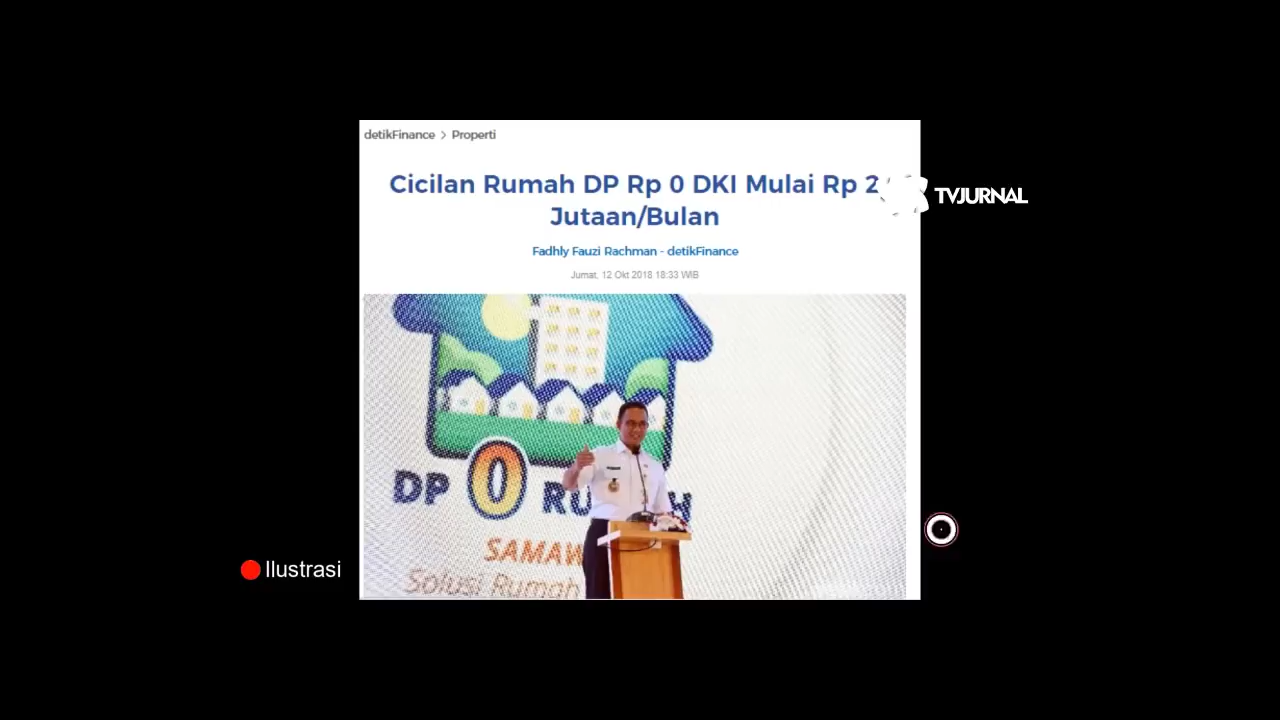 detikFinance > Properti
Cicilan Rumah DP Rp 0 DKI Mulai Rp 2
Jutaan/Bulan
Fadhly Fauzi Rachman - detikFinance
Jumat, 12 Okt 2018 18:33 WIB
TVJURNAL
DP 0
SAMAW
Solusi Rumah
Ilustrasi